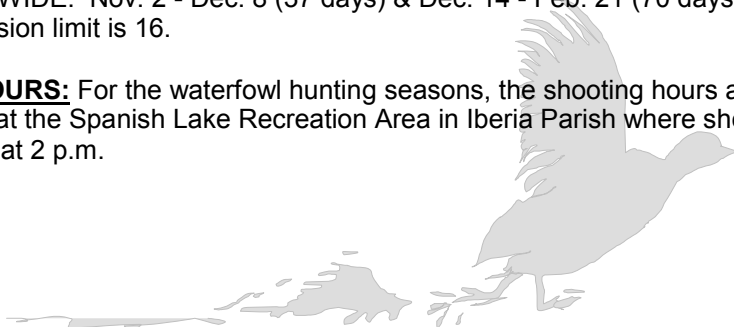 WIDE: Nov. 2 - Dec. 8 (37 days) & Dec. 14 - Feb. 21 (70 days
sion limit is 16.
OURS: For the waterfowl hunting seasons, the shooting hours a
at the Spanish Lake Recreation Area in Iberia Parish where sho
at 2 p.m.